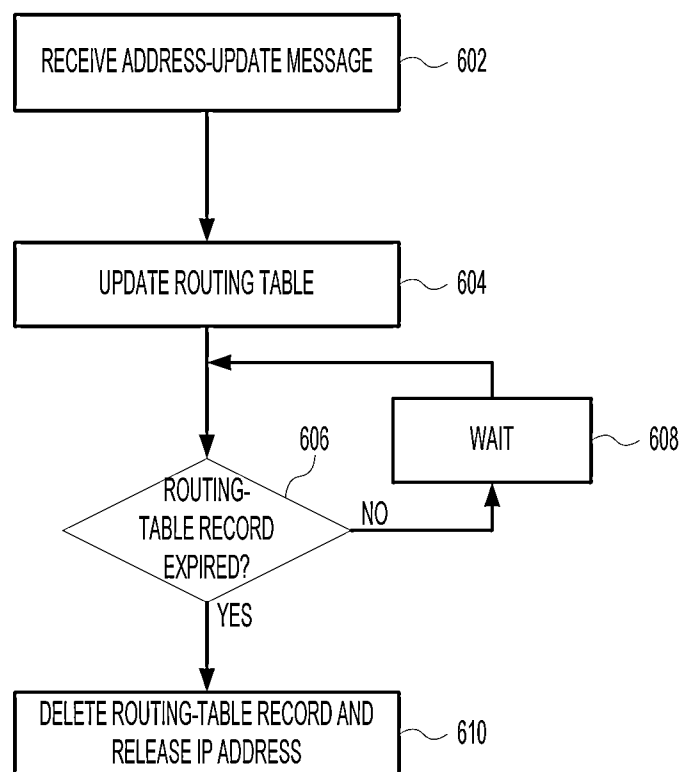 RECEIVE ADDRESS-UPDATE MESSAGE
602
UPDATE ROUTING TABLE
604
606
WAIT
608
ROUTING-
TABLE RECORD
EXPIRED?
NO
YES
DELETE ROUTING-TABLE RECORD AND
RELEASE IP ADDRESS
610